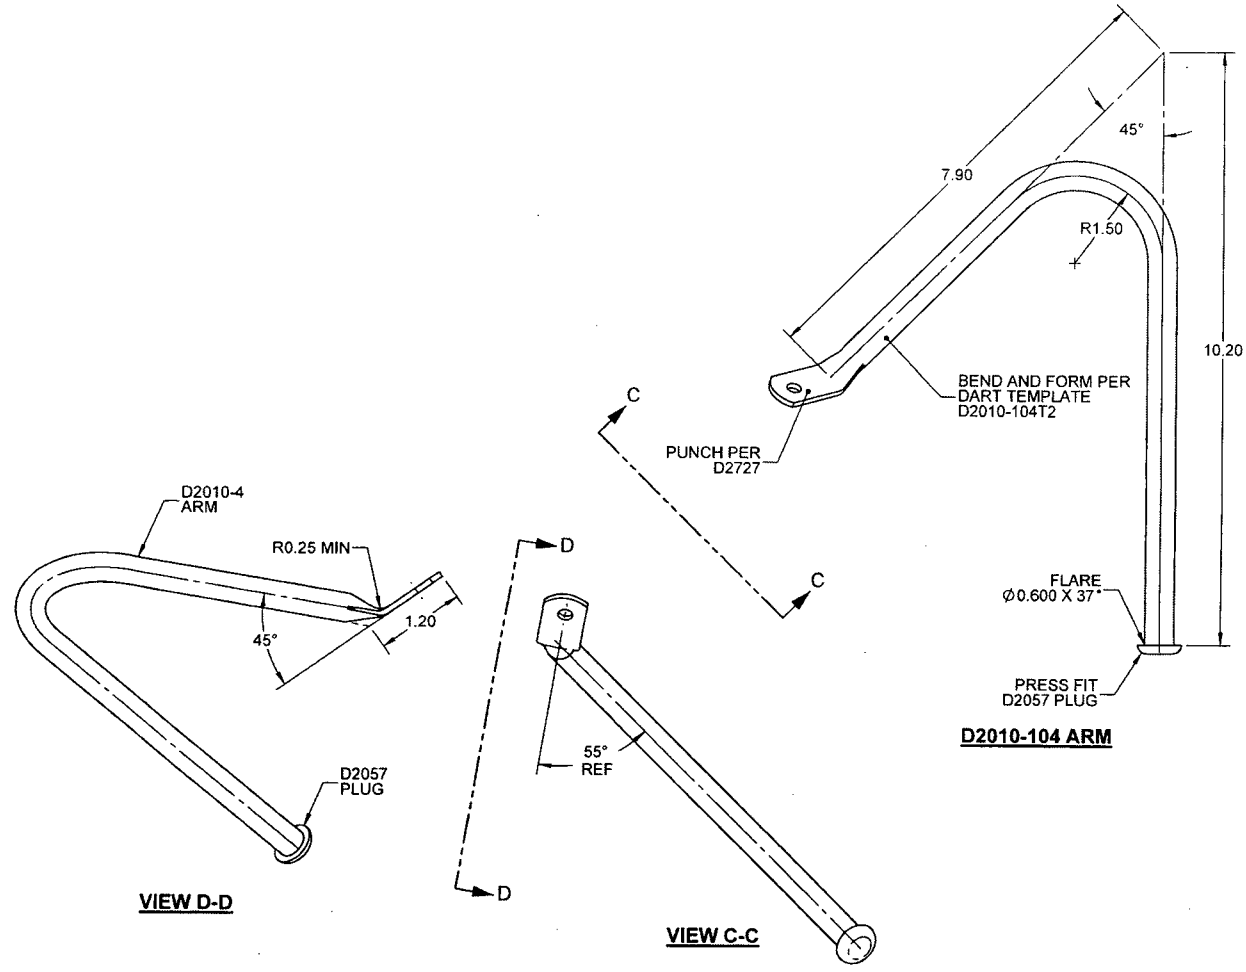 7.90
45°
R1.50
10.20
BEND AND FORM PER
DART TEMPLATE
D2010-104T2
PUNCH PER
D2727
C
C
FLARE
Ø0.600 X 37°
PRESS FIT
D2057 PLUG
D2010-104 ARM
D2010-4
ARM
R0.25 MIN
1.20
45°
D2057
PLUG
VIEW D-D
D
D
55°
REF
VIEW C-C